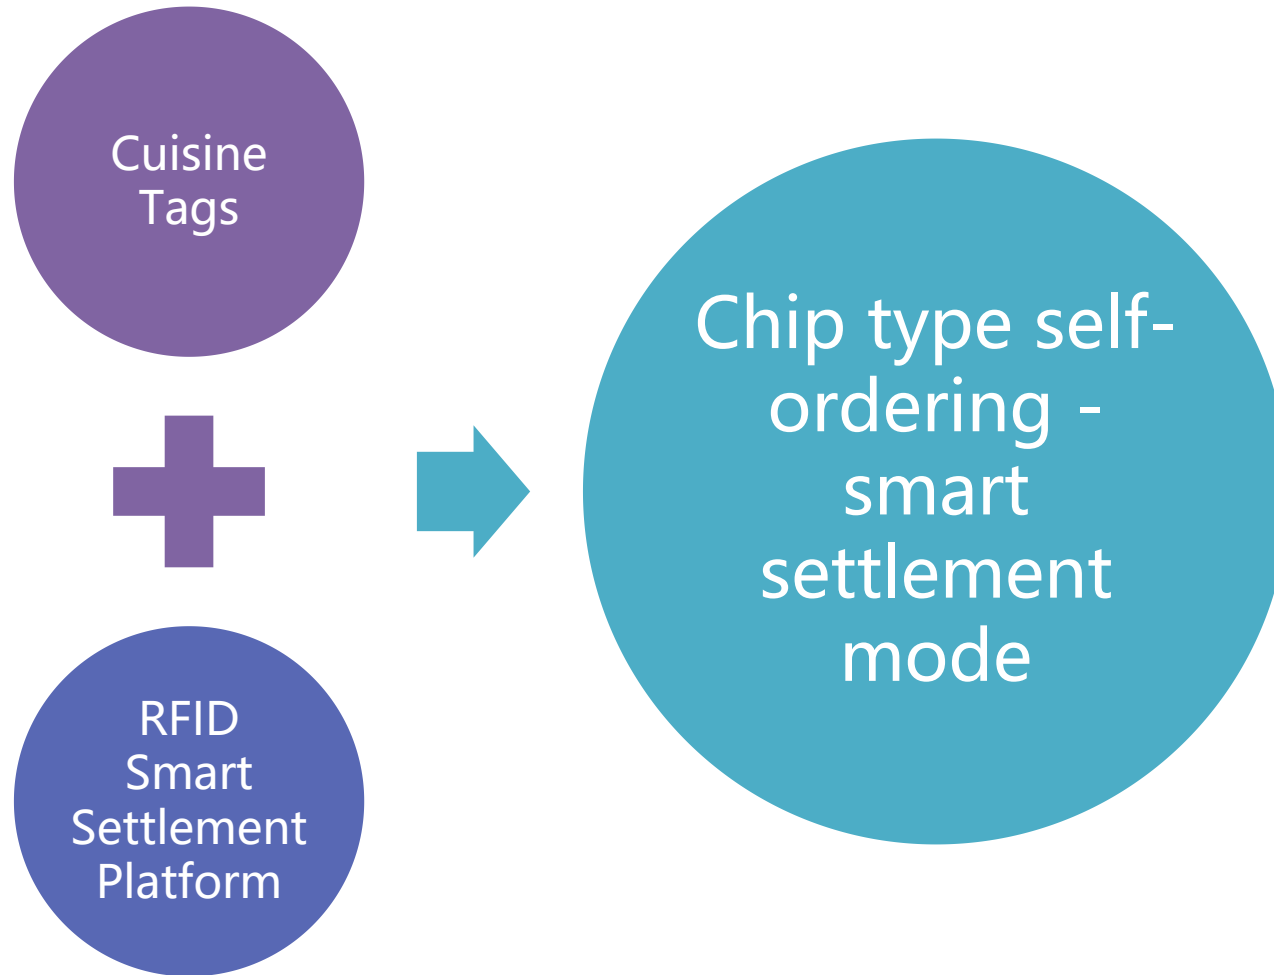 Cuisine
Tags
RFID
Smart
Settlement
Platform
Chip type self-
ordering -
smart
settlement
mode